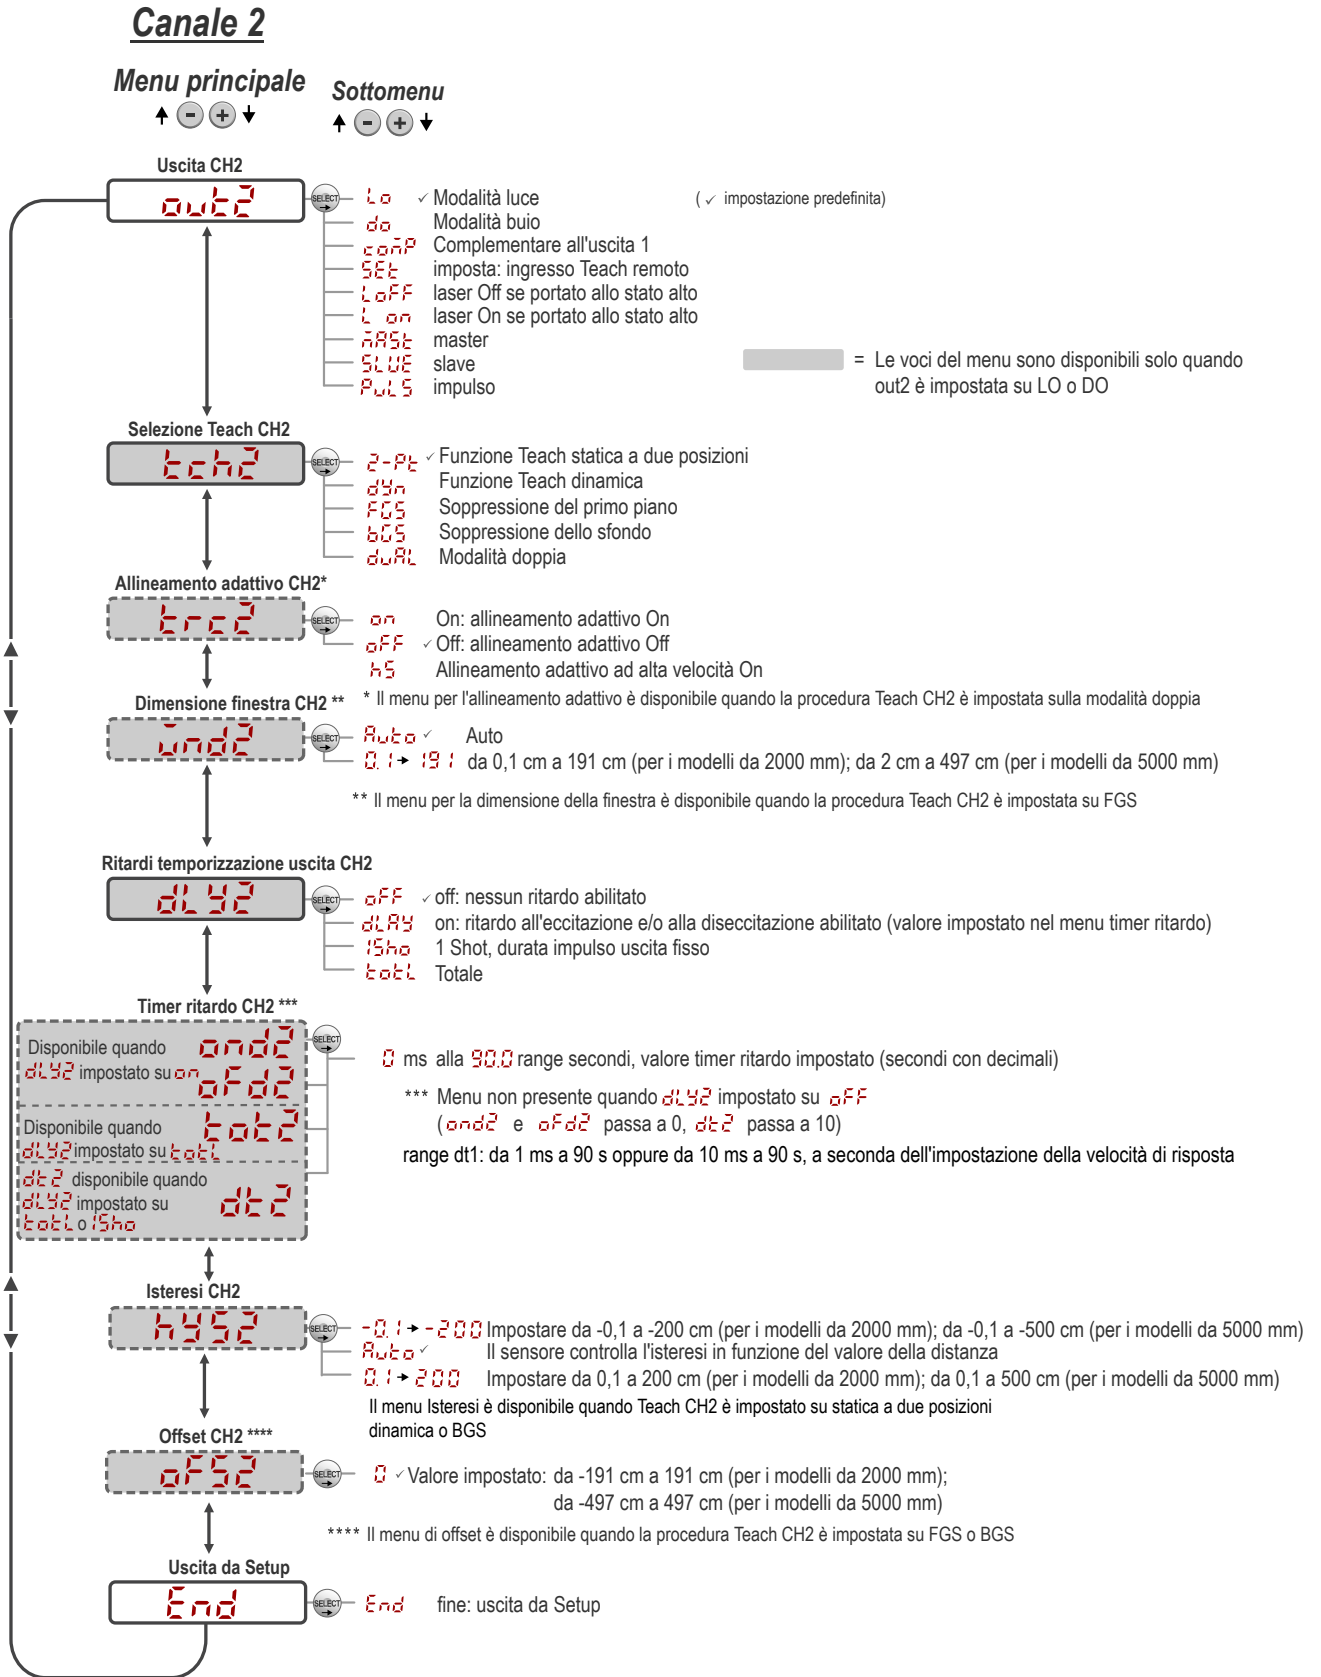 Canale 2
Menu principale
Sottomenu
- +
- +
Uscita CH2
out2
SELECT
Lo ✓ Modalità luce
( ✓ impostazione predefinita)
do Modalità buio
comP Complementare all'uscita 1
SEt imposta: ingresso Teach remoto
LoFF laser Off se portato allo stato alto
L on laser On se portato allo stato alto
mASt master
SLVE slave
PuLS impulso
= Le voci del menu sono disponibili solo quando
out2 è impostata su LO o DO
Selezione Teach CH2
tch2
SELECT
2-Pt ✓ Funzione Teach statica a due posizioni
dyn Funzione Teach dinamica
FGS Soppressione del primo piano
bGS Soppressione dello sfondo
duAL Modalità doppia
Allineamento adattivo CH2*
trc2
SELECT
on On: allineamento adattivo On
oFF ✓ Off: allineamento adattivo Off
hS Allineamento adattivo ad alta velocità On
* Il menu per l'allineamento adattivo è disponibile quando la procedura Teach CH2 è impostata sulla modalità doppia
Dimensione finestra CH2 **
wnd2
SELECT
Auto ✓ Auto
0.1 → 191 da 0,1 cm a 191 cm (per i modelli da 2000 mm); da 2 cm a 497 cm (per i modelli da 5000 mm)
** Il menu per la dimensione della finestra è disponibile quando la procedura Teach CH2 è impostata su FGS
Ritardi temporizzazione uscita CH2
dLY2
SELECT
oFF ✓ off: nessun ritardo abilitato
dLAY on: ritardo all'eccitazione e/o alla diseccitazione abilitato (valore impostato nel menu timer ritardo)
1Sho 1 Shot, durata impulso uscita fisso
totL Totale
Timer ritardo CH2 ***
Disponibile quando
dLY2 impostato su on
ond2
oFd2
SELECT
Disponibile quando
dLY2 impostato su totL
tot2
dt2 disponibile quando
dLY2 impostato su
totL o 1Sho
dt2
0 ms alla 90.0 range secondi, valore timer ritardo impostato (secondi con decimali)
*** Menu non presente quando dLY2 impostato su oFF
(ond2 e oFd2 passa a 0, dt2 passa a 10)
range dt1: da 1 ms a 90 s oppure da 10 ms a 90 s, a seconda dell'impostazione della velocità di risposta
Isteresi CH2
hYS2
SELECT
-0.1 → -200 Impostare da -0,1 a -200 cm (per i modelli da 2000 mm); da -0,1 a -500 cm (per i modelli da 5000 mm)
Auto ✓ Il sensore controlla l'isteresi in funzione del valore della distanza
0.1 → 200 Impostare da 0,1 a 200 cm (per i modelli da 2000 mm); da 0,1 a 500 cm (per i modelli da 5000 mm)
Il menu Isteresi è disponibile quando Teach CH2 è impostato su statica a due posizioni
dinamica o BGS
Offset CH2 ****
oFS2
SELECT
0 ✓ Valore impostato: da -191 cm a 191 cm (per i modelli da 2000 mm);
da -497 cm a 497 cm (per i modelli da 5000 mm)
**** Il menu di offset è disponibile quando la procedura Teach CH2 è impostata su FGS o BGS
Uscita da Setup
End
SELECT
End fine: uscita da Setup